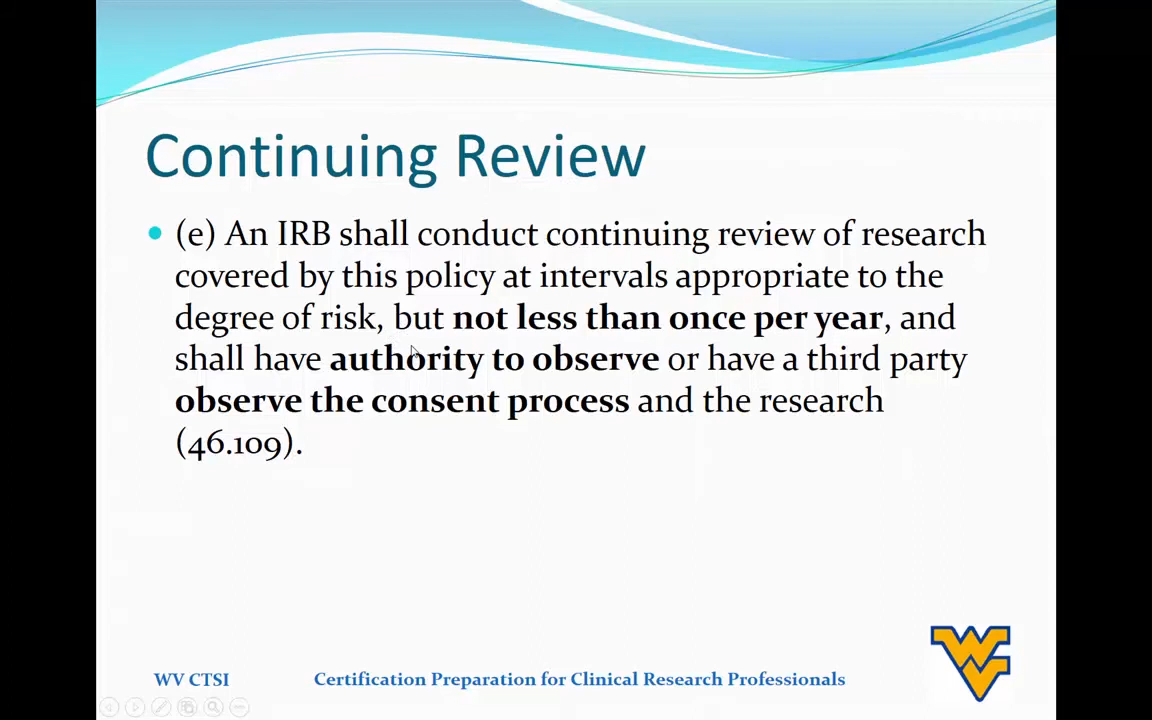 Continuing Review
(e) An IRB shall conduct continuing review of research
covered by this policy at intervals appropriate to the
degree of risk, but not less than once per year, and
shall have authority to observe or have a third party
observe the consent process and the research
(46.109).
WV CTSI
Certification Preparation for Clinical Research Professionals
WV